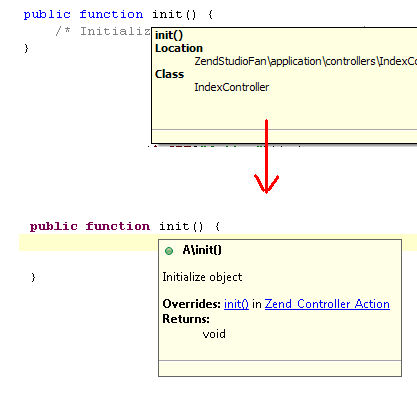 public function init() {
/* Initializ
}
init()
Location
ZendStudioFan\application\controllers\IndexCo
Class
IndexController
public function init() {
}
A\init()
Initialize object
Overrides: init() in Zend_Controller_Action
Returns:
void